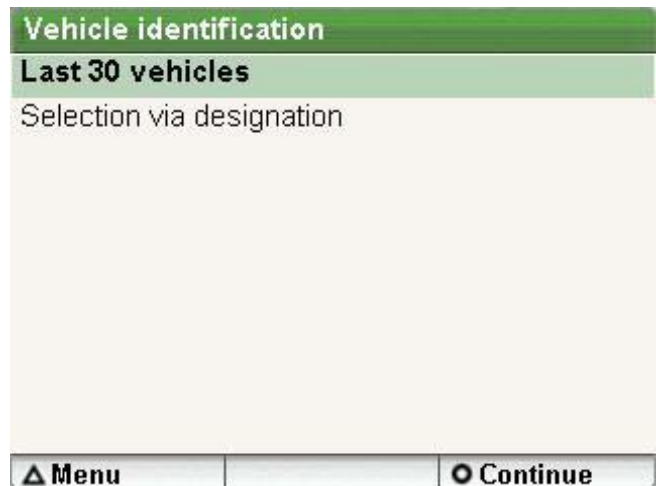 Vehicle identification
Last 30 vehicles
Selection via designation
Menu
Continue